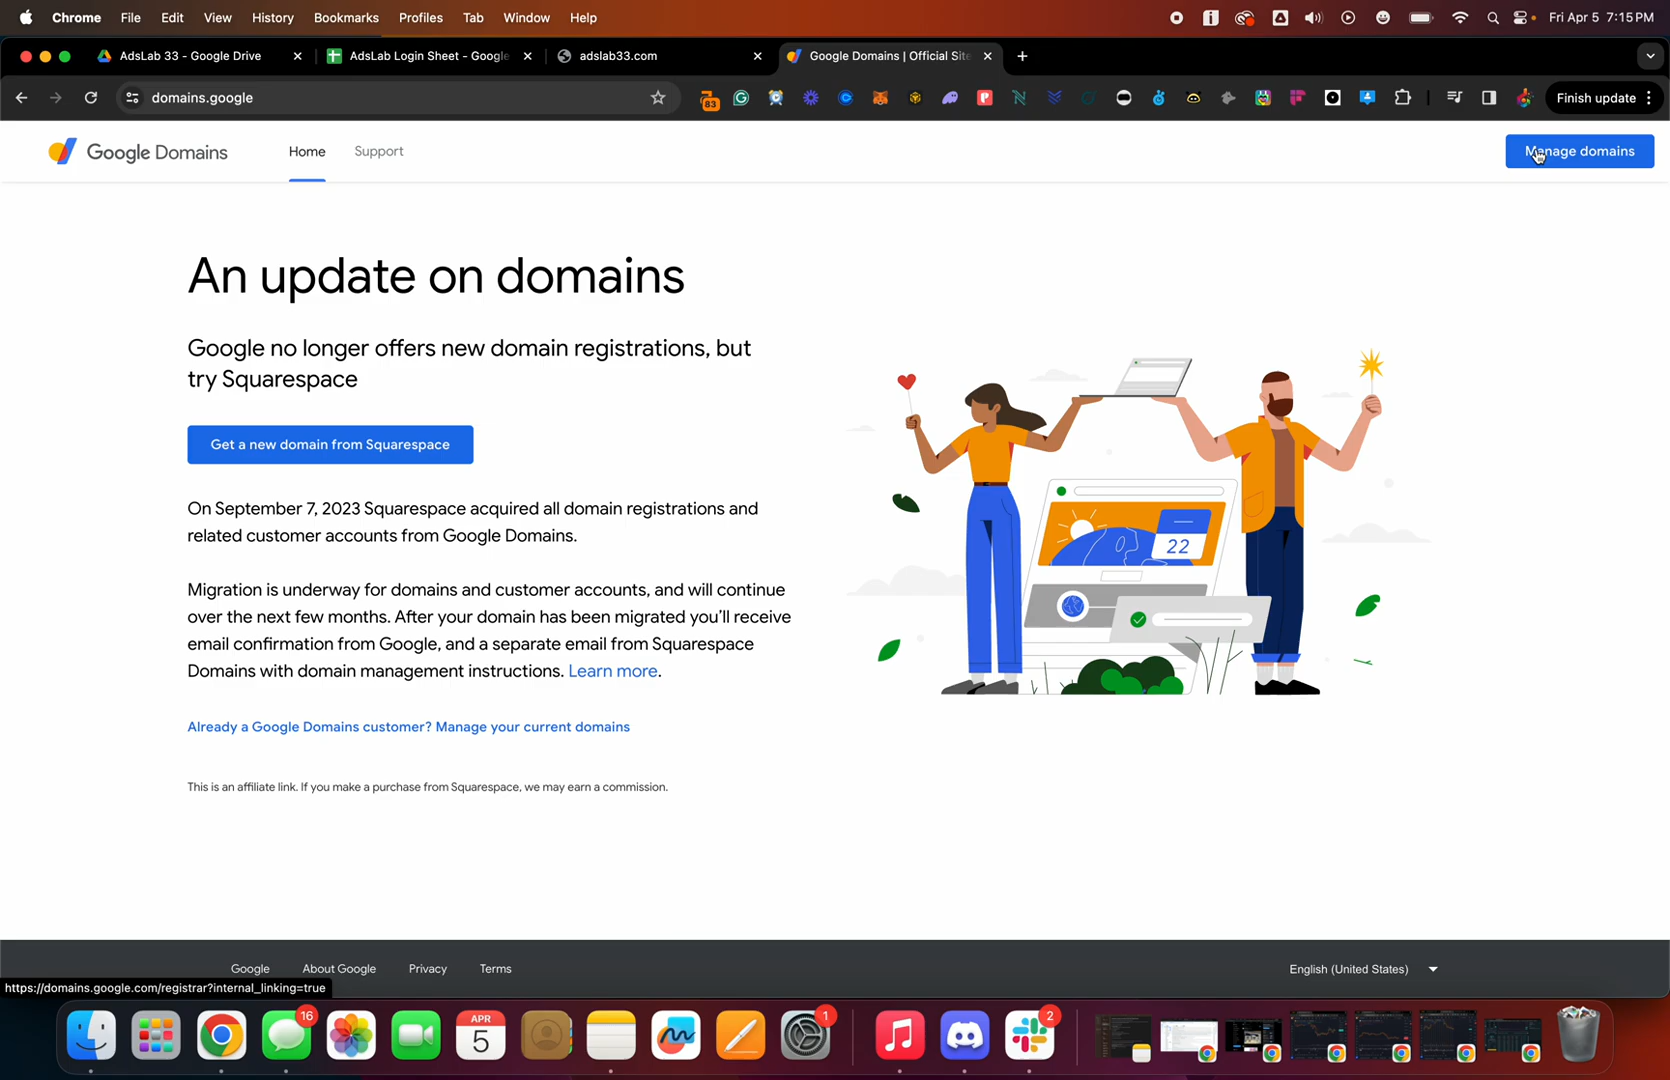 Chrome File Edit View History Bookmarks Profiles Tab Window Help Fri Apr 5 7:15 PM
AdsLab 33 - Google Drive AdsLab Login Sheet - Google adslab33.com Google Domains | Official Site
domains.google 83 Finish update
Google Domains Home Support Manage domains
An update on domains
Google no longer offers new domain registrations, but
try Squarespace
Get a new domain from Squarespace
On September 7, 2023 Squarespace acquired all domain registrations and
related customer accounts from Google Domains.
22
Migration is underway for domains and customer accounts, and will continue
over the next few months. After your domain has been migrated you'll receive
email confirmation from Google, and a separate email from Squarespace
Domains with domain management instructions. Learn more.
Already a Google Domains customer? Manage your current domains
This is an affiliate link. If you make a purchase from Squarespace, we may earn a commission.
Google About Google Privacy Terms English (United States)
https://domains.google.com/registrar?internal_linking=true
16 APR 5 1 2